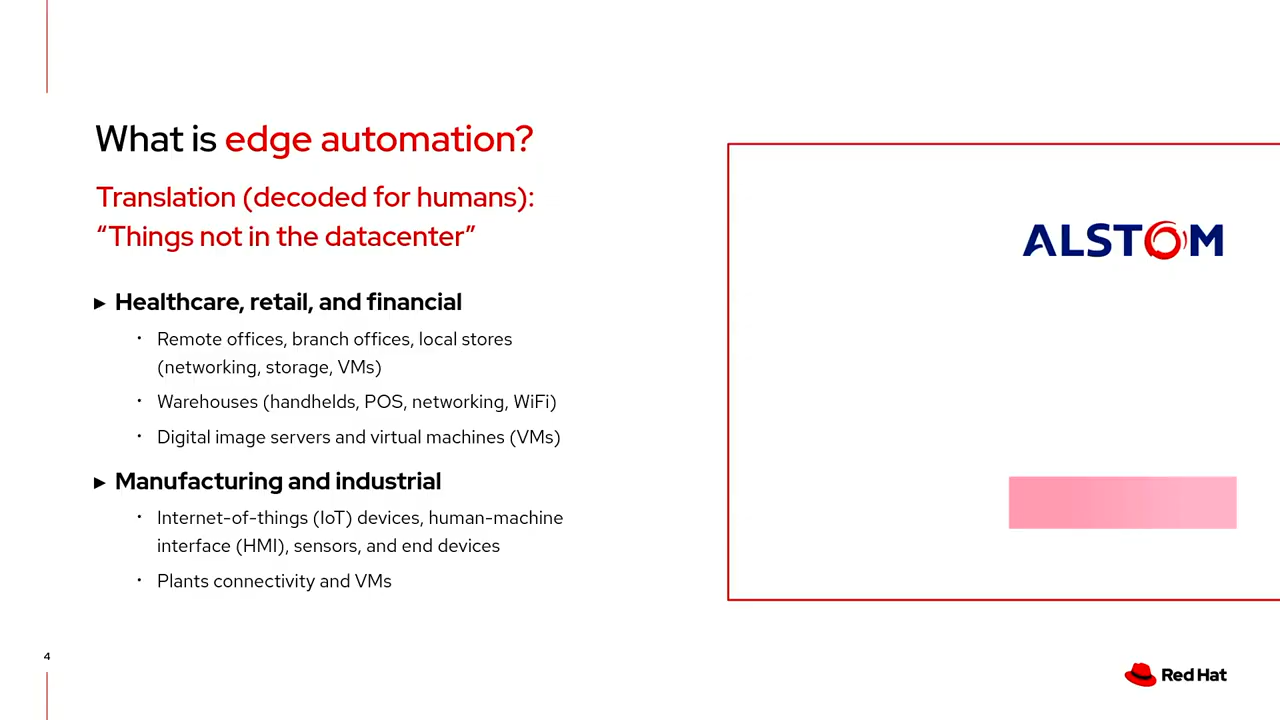 What is edge automation?
Translation (decoded for humans):
“Things not in the datacenter”
▸ Healthcare, retail, and financial
• Remote offices, branch offices, local stores
(networking, storage, VMs)
• Warehouses (handhelds, POS, networking, WiFi)
• Digital image servers and virtual machines (VMs)
▸ Manufacturing and industrial
• Internet-of-things (IoT) devices, human-machine
interface (HMI), sensors, and end devices
• Plants connectivity and VMs
ALSTOM
4
Red Hat